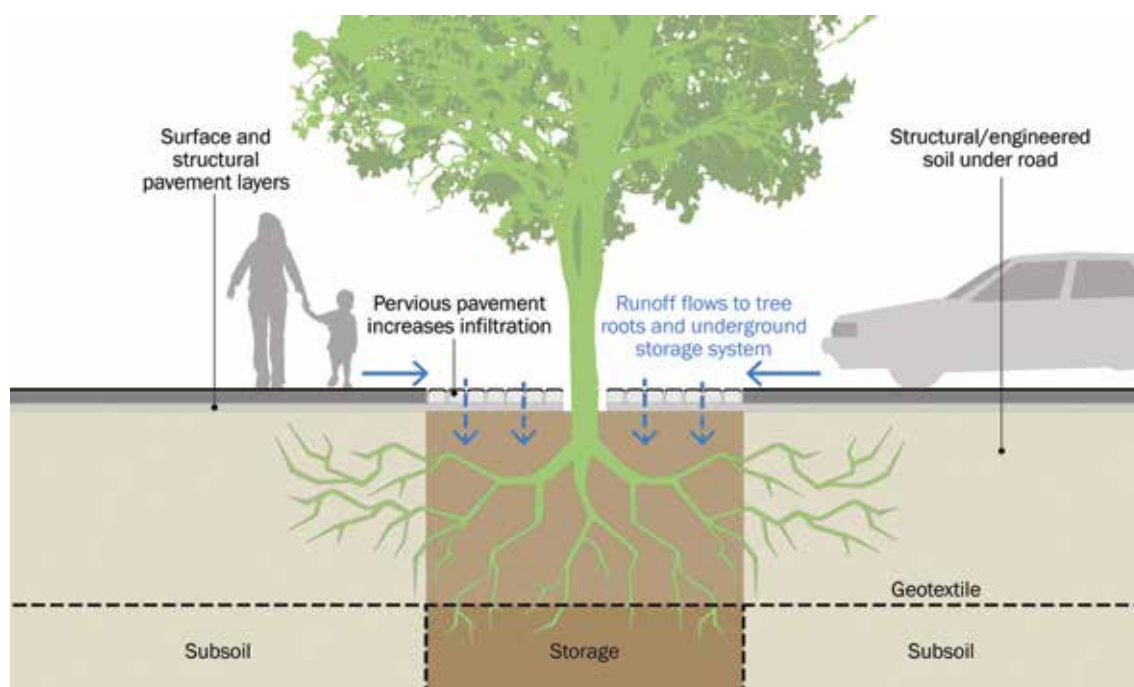 Surface and
structural
pavement layers
Structural/engineered
soil under road
Pervious pavement
increases infiltration
Runoff flows to tree
roots and underground
storage system
Geotextile
Subsoil
Storage
Subsoil